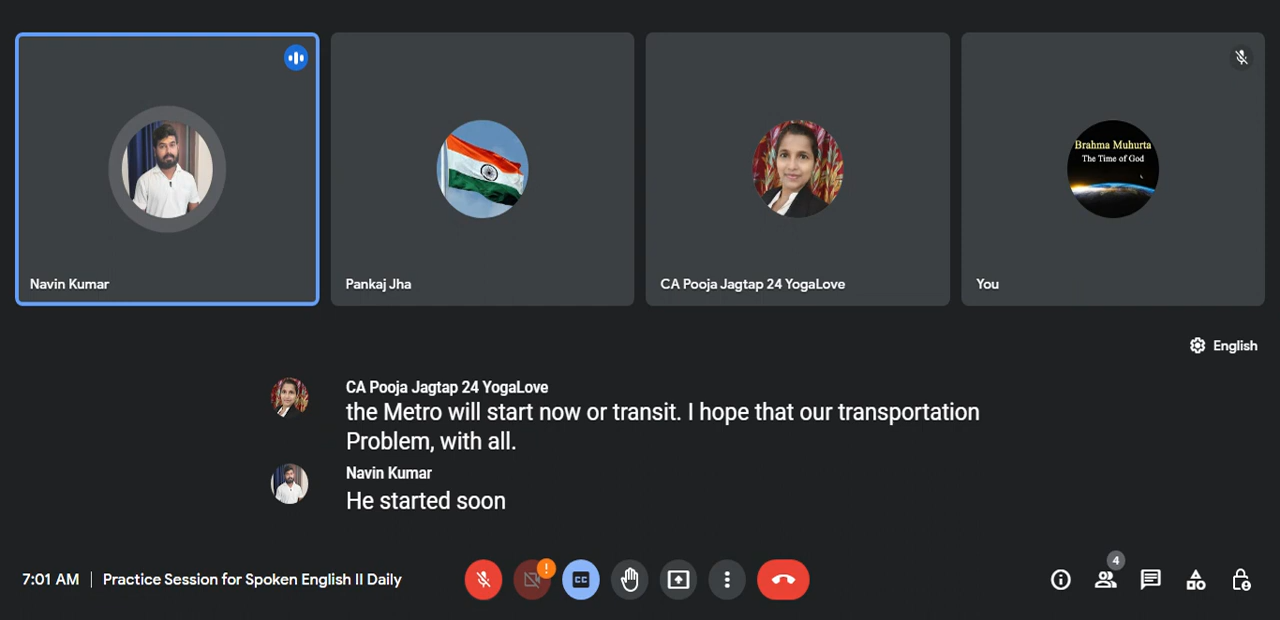 Brahma Muhurta
The Time of God
Navin Kumar
Pankaj Jha
CA Pooja Jagtap 24 YogaLove
You
English
CA Pooja Jagtap 24 YogaLove
the Metro will start now or transit. I hope that our transportation
Problem, with all.
Navin Kumar
He started soon
7:01 AM | Practice Session for Spoken English II Daily
!
CC
4